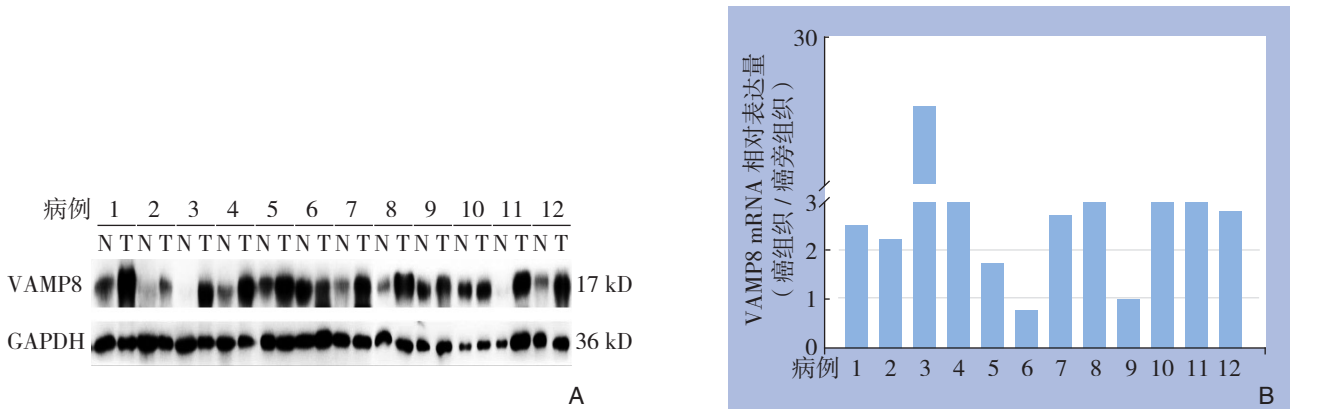 病例 1 2 3 4 5 6 7 8 9 10 11 12
N T N T N T N T N T N T N T N T N T N T N T N T
VAMP8 17 kD
GAPDH 36 kD
A
VAMP8 mRNA 相对表达量
（癌组织/癌旁组织）
30
3
2
1
0
病例 1 2 3 4 5 6 7 8 9 10 11 12
B